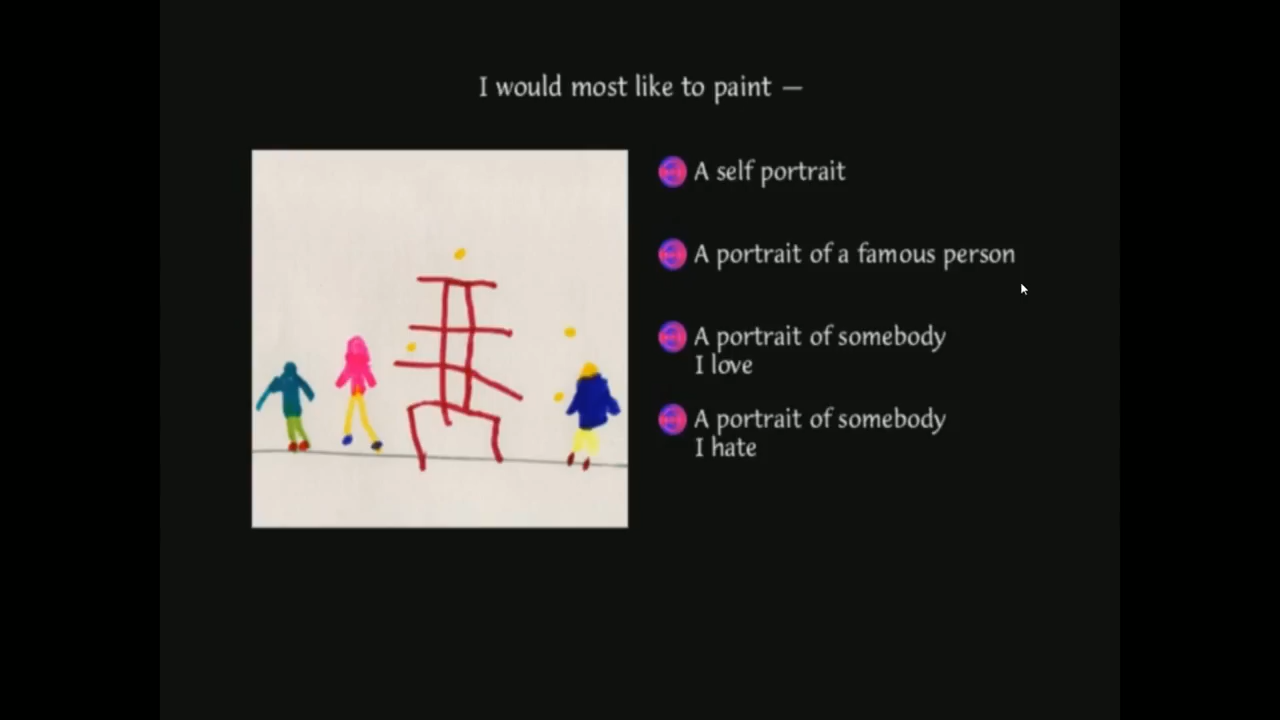 I would most like to paint —
A self portrait
A portrait of a famous person
A portrait of somebody
I love
A portrait of somebody
I hate